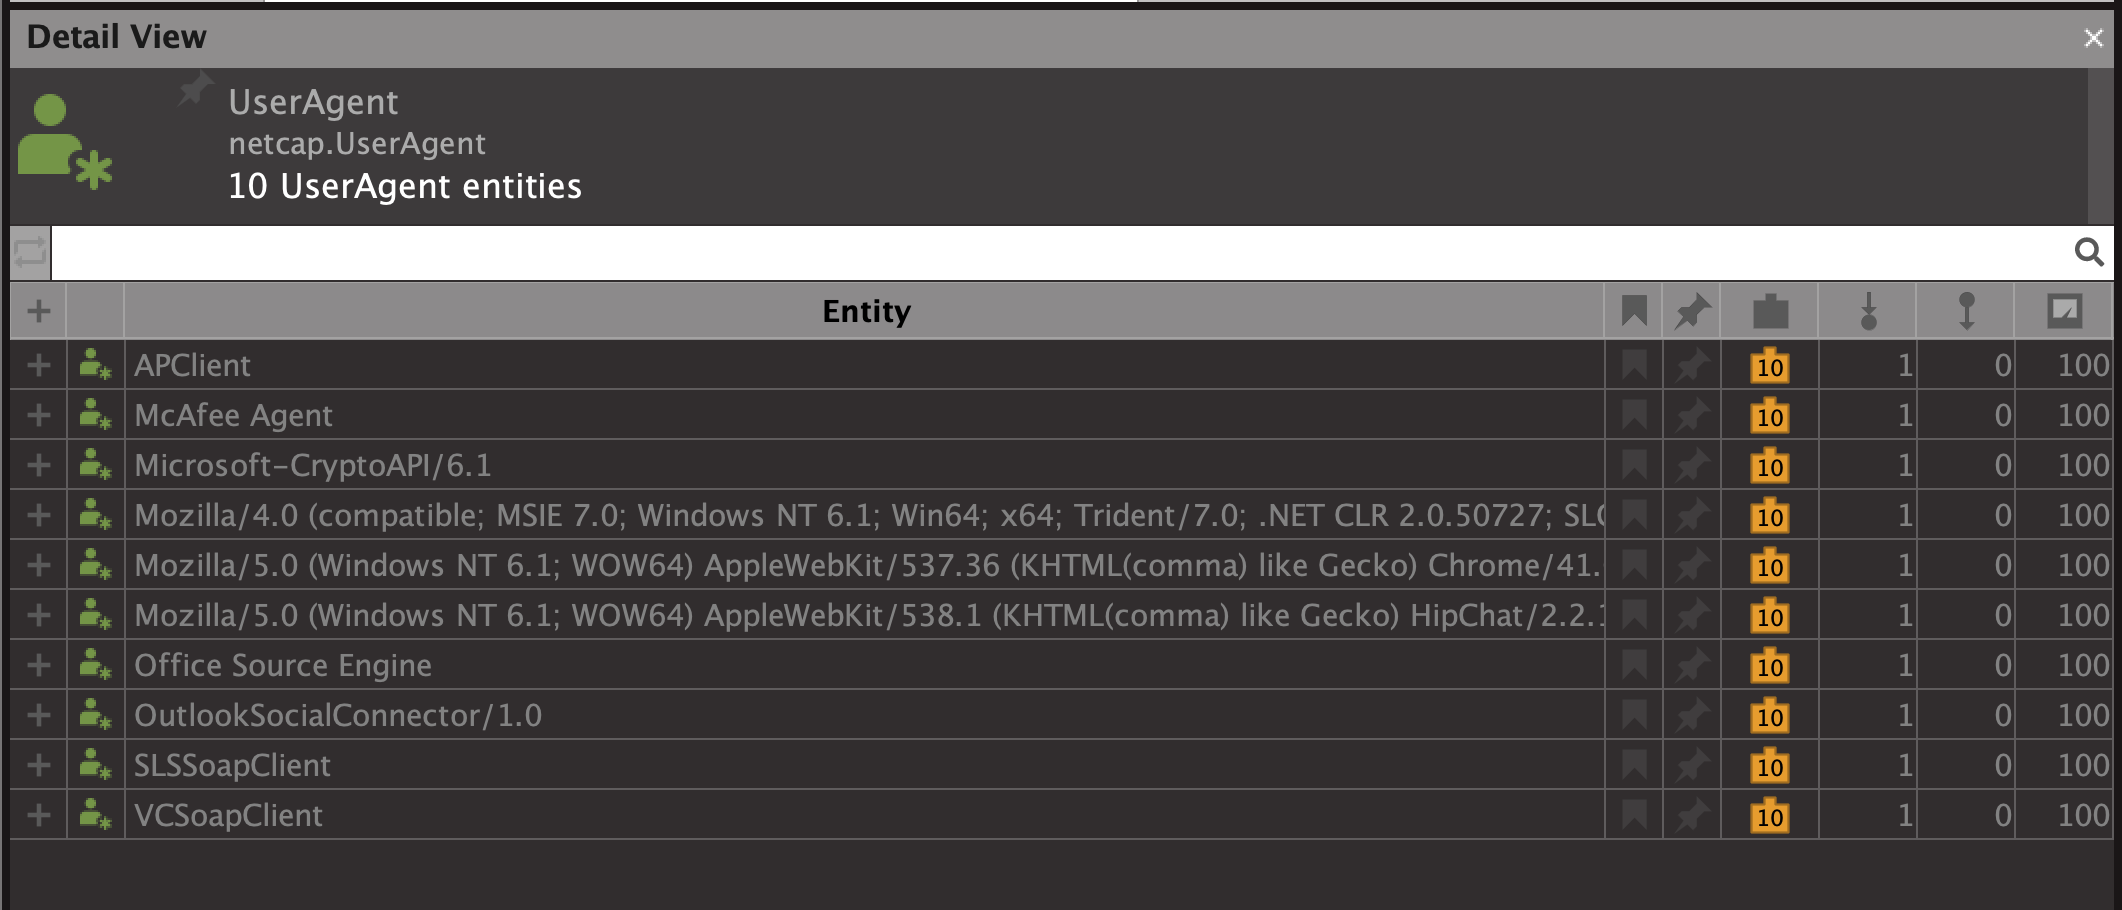 Detail View
UserAgent
netcap.UserAgent
10 UserAgent entities
Entity
APClient 10 1 0 100
McAfee Agent 10 1 0 100
Microsoft-CryptoAPI/6.1 10 1 0 100
Mozilla/4.0 (compatible; MSIE 7.0; Windows NT 6.1; Win64; x64; Trident/7.0; .NET CLR 2.0.50727; 10 1 0 100
Mozilla/5.0 (Windows NT 6.1; WOW64) AppleWebKit/537.36 (KHTML(comma) like Gecko) Chrome/41. 10 1 0 100
Mozilla/5.0 (Windows NT 6.1; WOW64) AppleWebKit/538.1 (KHTML(comma) like Gecko) HipChat/2.2.1 10 1 0 100
Office Source Engine 10 1 0 100
OutlookSocialConnector/1.0 10 1 0 100
SLSSoapClient 10 1 0 100
VCSoapClient 10 1 0 100